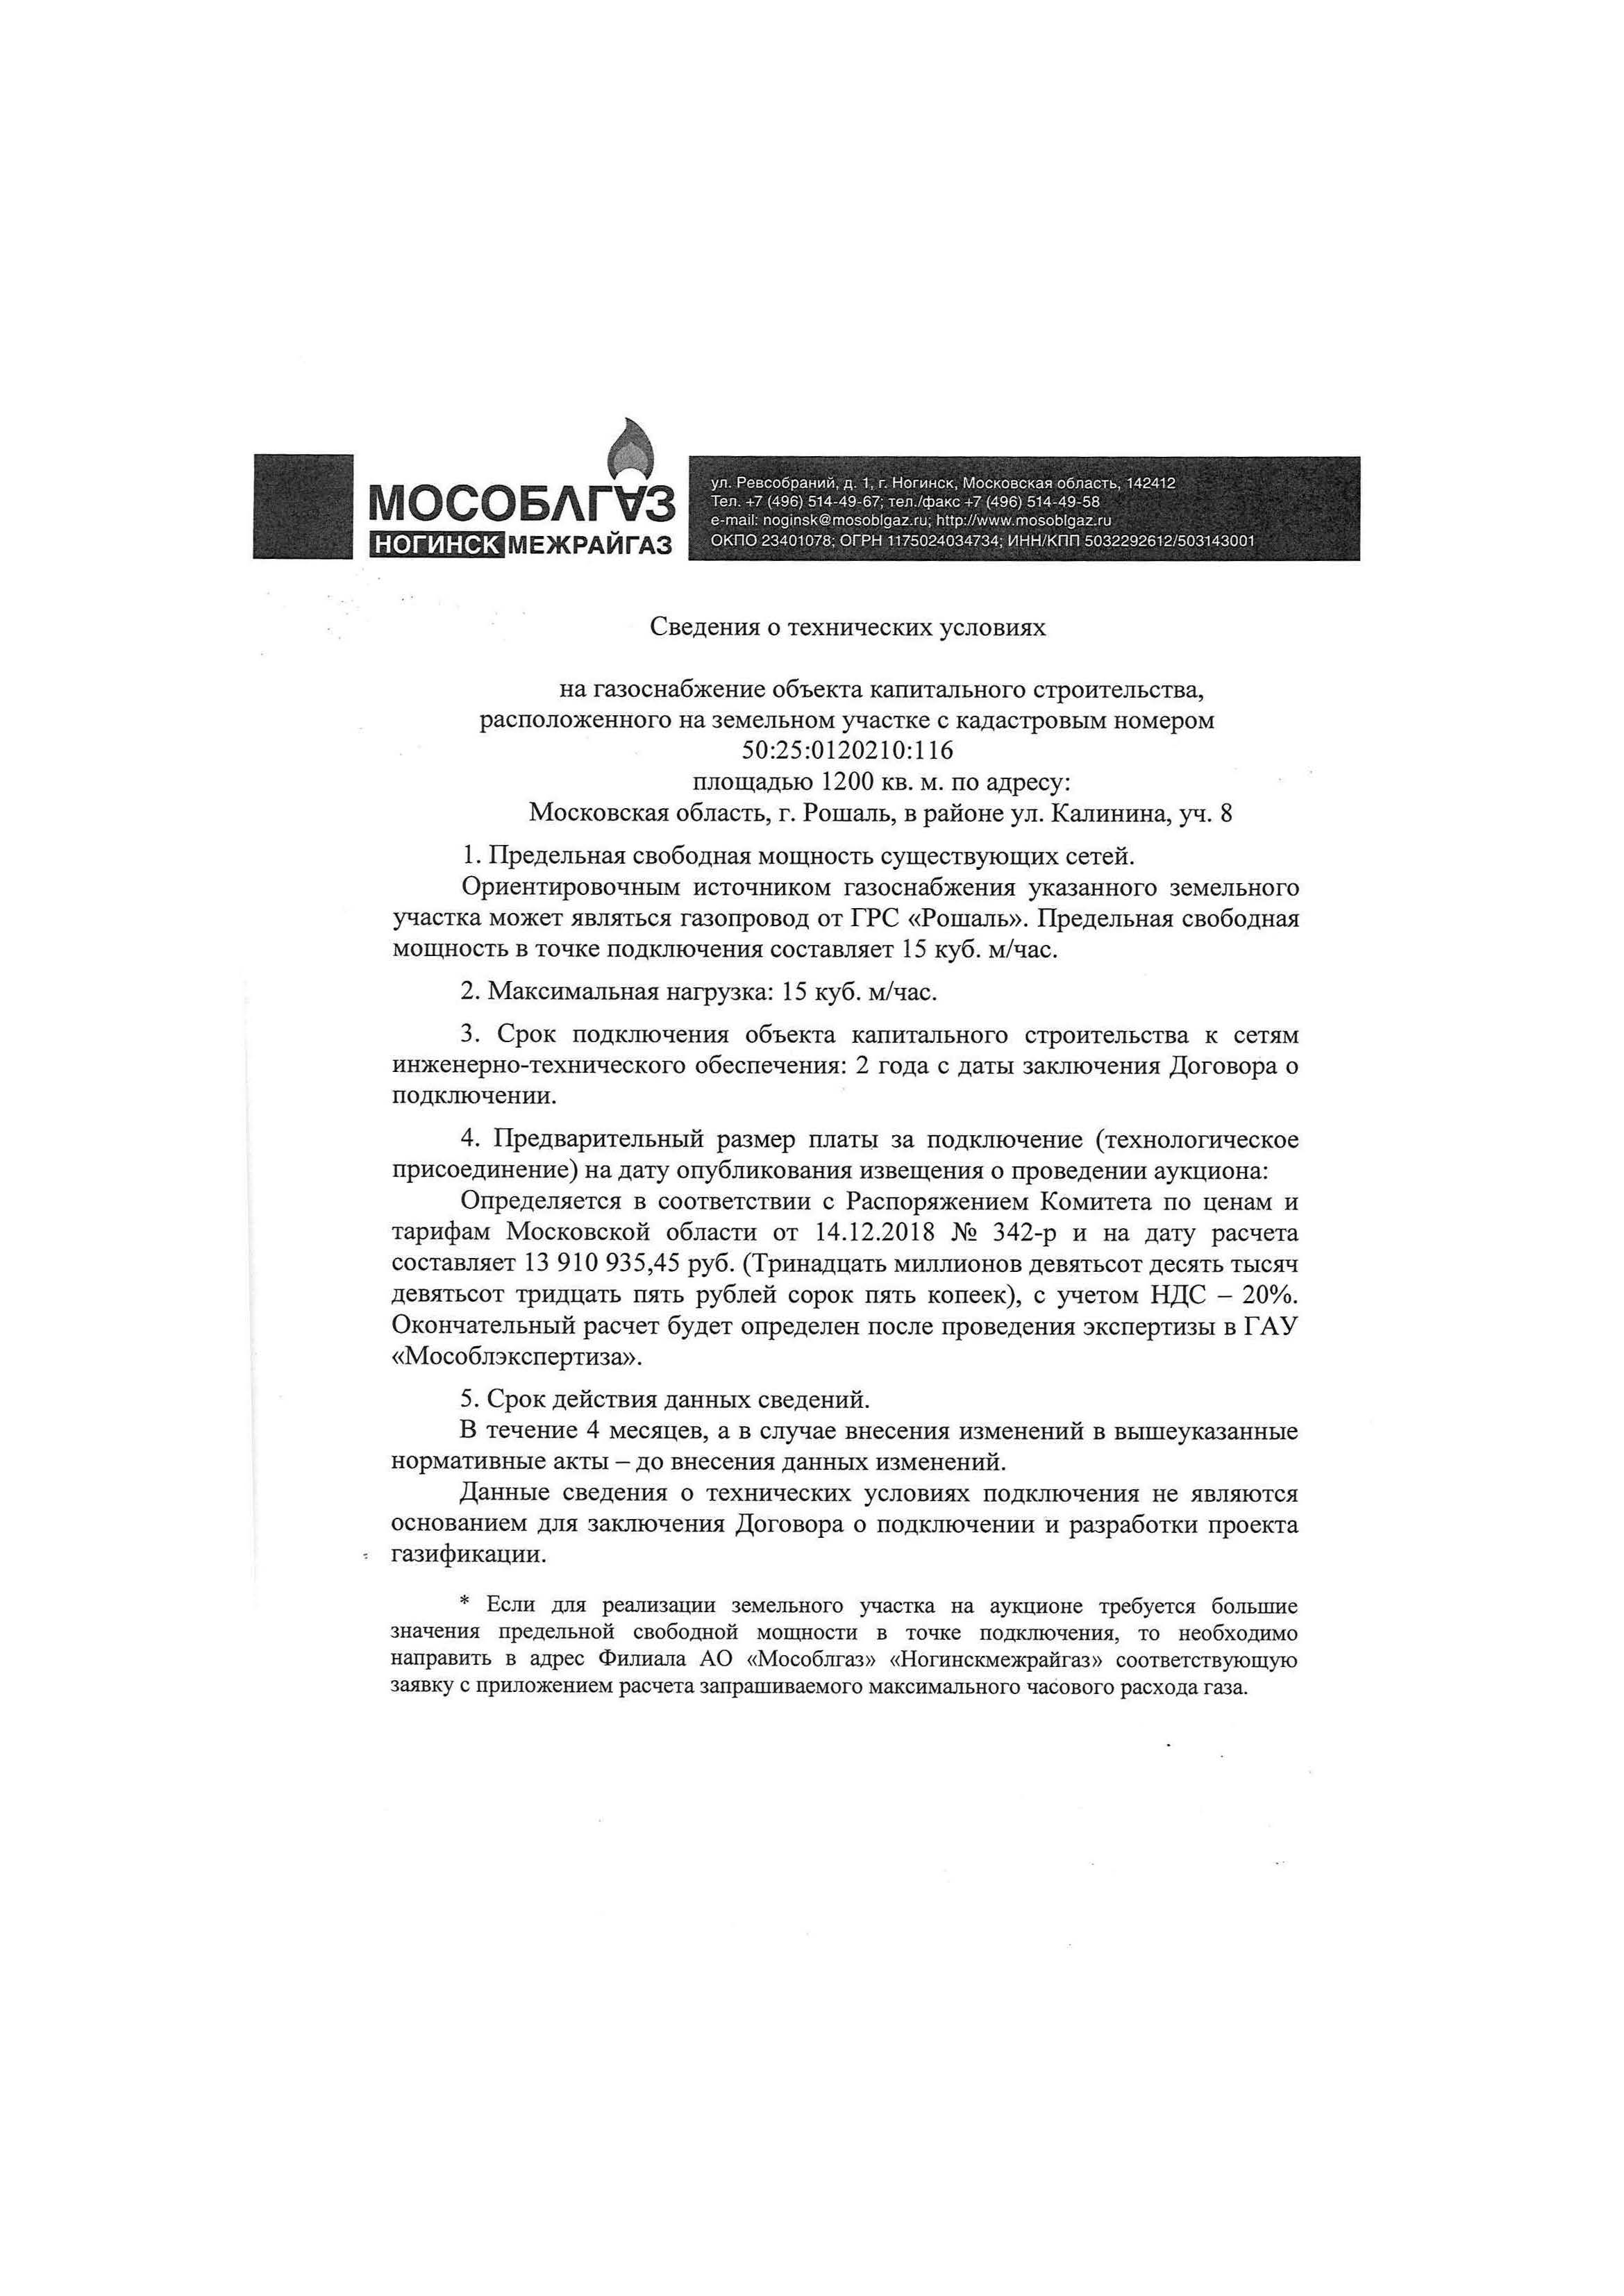 МОСОБЛГАЗ
НОГИНСКМЕЖРАЙГАЗ
ул. Ревсобраний, д. 1, г. Ногинск, Московская область, 142412
Тел. +7 (496) 514-49-67; тел./факс +7 (496) 514-49-58
e-mail: noginsk@mosoblgaz.ru; http://www.mosoblgaz.ru
ОКПО 23401078; ОГРН 1175024034734; ИНН/КПП 5032292612/503143001
Сведения о технических условиях
на газоснабжение объекта капитального строительства,
расположенного на земельном участке с кадастровым номером
50:25:0120210:116
площадью 1200 кв. м. по адресу:
Московская область, г. Рошаль, в районе ул. Калинина, уч. 8
1. Предельная свободная мощность существующих сетей.
Ориентировочным источником газоснабжения указанного земельного
участка может являться газопровод от ГРС «Рошаль». Предельная свободная
мощность в точке подключения составляет 15 куб. м/час.
2. Максимальная нагрузка: 15 куб. м/час.
3. Срок подключения объекта капитального строительства к сетям
инженерно-технического обеспечения: 2 года с даты заключения Договора о
подключении.
4. Предварительный размер платы за подключение (технологическое
присоединение) на дату опубликования извещения о проведении аукциона:
Определяется в соответствии с Распоряжением Комитета по ценам и
тарифам Московской области от 14.12.2018 № 342-р и на дату расчета
составляет 13 910 935,45 руб. (Тринадцать миллионов девятьсот десять тысяч
девятьсот тридцать пять рублей сорок пять копеек), с учетом НДС – 20%.
Окончательный расчет будет определен после проведения экспертизы в ГАУ
«Мособлэкспертиза».
5. Срок действия данных сведений.
В течение 4 месяцев, а в случае внесения изменений в вышеуказанные
нормативные акты – до внесения данных изменений.
Данные сведения о технических условиях подключения не являются
основанием для заключения Договора о подключении и разработки проекта
газификации.
* Если для реализации земельного участка на аукционе требуется большие
значения предельной свободной мощности в точке подключения, то необходимо
направить в адрес Филиала АО «Мособлгаз» «Ногинскмежрайгаз» соответствующую
заявку с приложением расчета запрашиваемого максимального часового расхода газа.